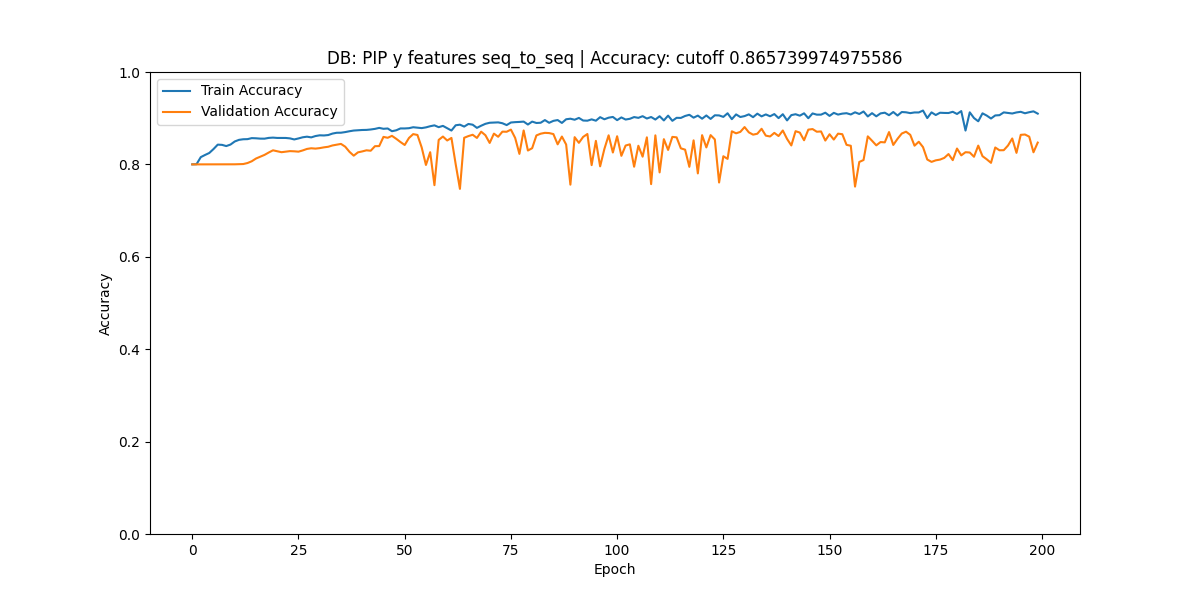 DB: PIP y features seq_to_seq | Accuracy: cutoff 0.865739974975586
Train Accuracy
Validation Accuracy
Accuracy
1.0
0.8
0.6
0.4
0.2
0.0
0 25 50 75 100 125 150 175 200
Epoch